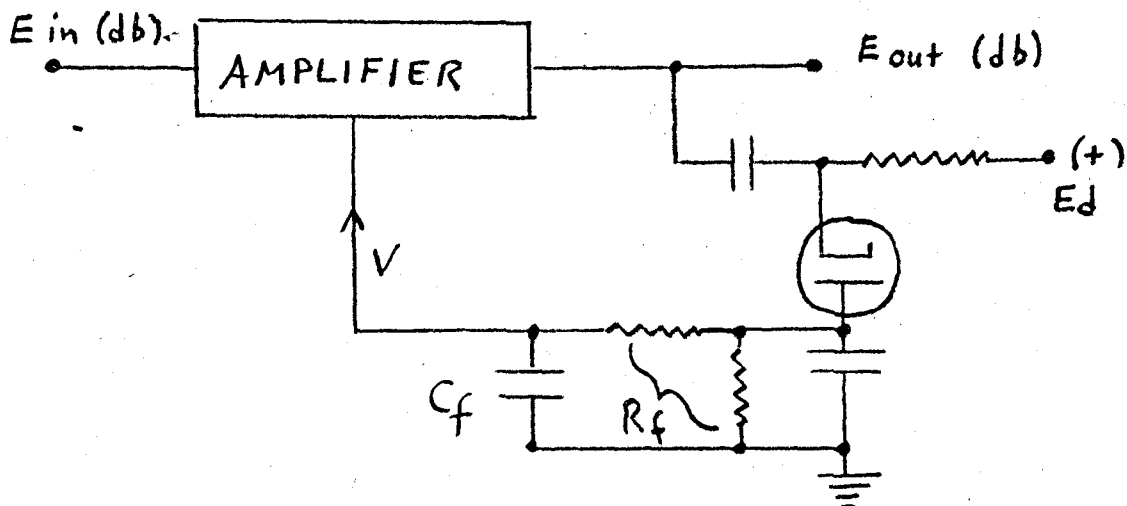 E in (db)
AMPLIFIER
E out (db)
(+)
Ed
V
Cf
Rf